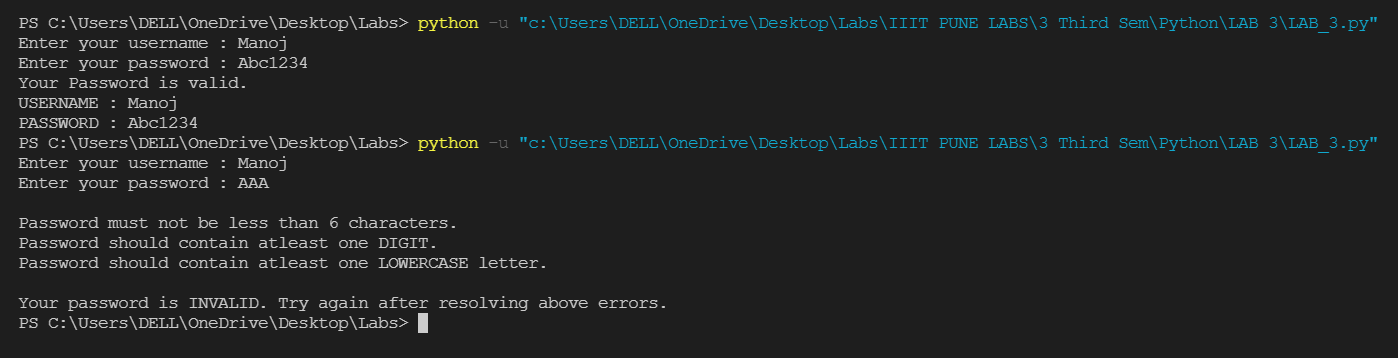 PS C:\Users\DELL\OneDrive\Desktop\Labs> python -u "c:\Users\DELL\OneDrive\Desktop\Labs\IIIT PUNE LABS\3 Third Sem\Python\LAB 3\LAB_3.py"
Enter your username : Manoj
Enter your password : Abc1234
Your Password is valid.
USERNAME : Manoj
PASSWORD : Abc1234
PS C:\Users\DELL\OneDrive\Desktop\Labs> python -u "c:\Users\DELL\OneDrive\Desktop\Labs\IIIT PUNE LABS\3 Third Sem\Python\LAB 3\LAB_3.py"
Enter your username : Manoj
Enter your password : AAA
Password must not be less than 6 characters.
Password should contain atleast one DIGIT.
Password should contain atleast one LOWERCASE letter.
Your password is INVALID. Try again after resolving above errors.
PS C:\Users\DELL\OneDrive\Desktop\Labs>